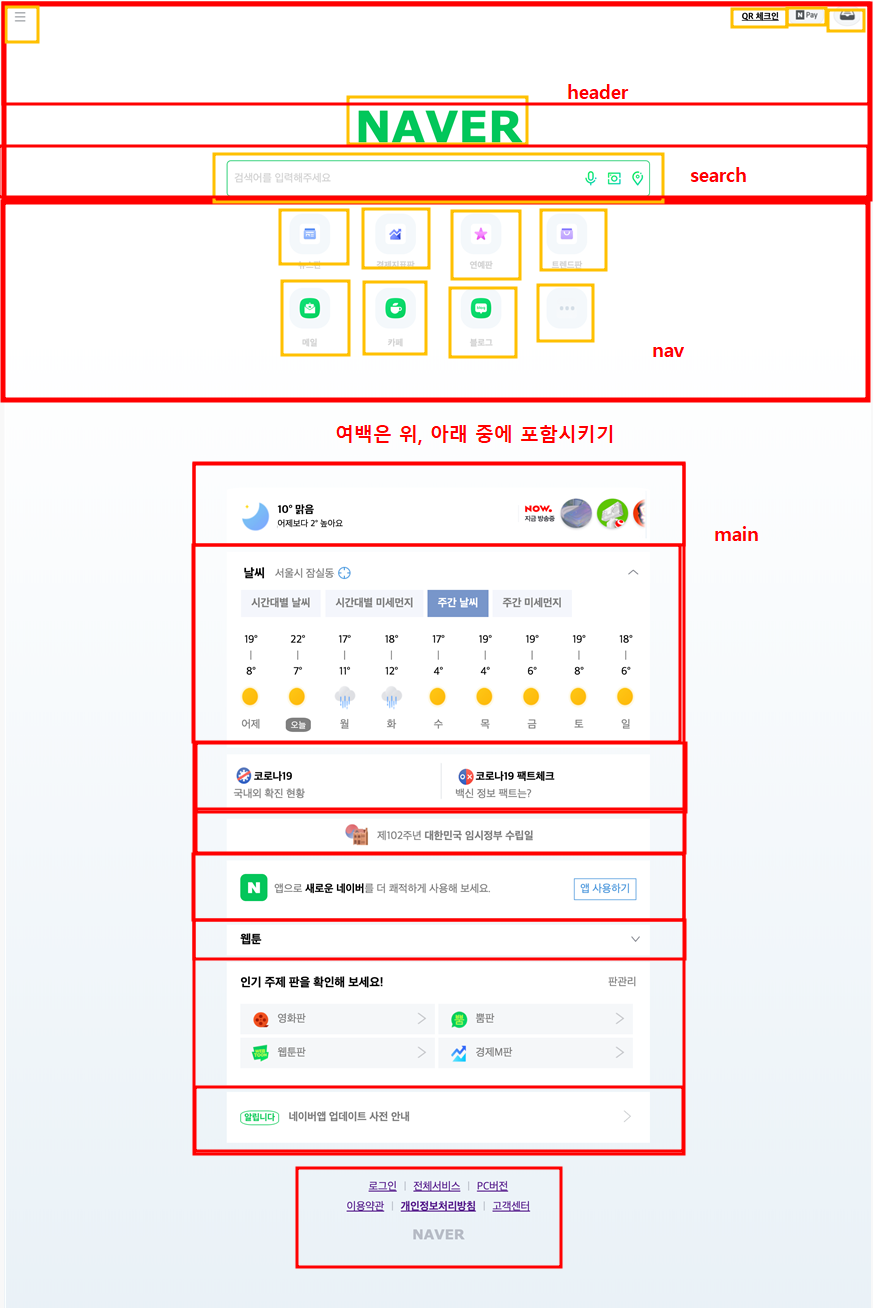 QR 체크인 N Pay
header
NAVER
검색어를 입력해주세요
search
뉴스판 경제지표판 연예판 트렌드판
메일 카페 블로그
nav
여백은 위, 아래 중에 포함시키기
10° 맑음
어제보다 2° 높아요
NOW.
지금 방송중
main
날씨 서울시 잠실동
시간대별 날씨 시간대별 미세먼지 주간 날씨 주간 미세먼지
19° 22° 17° 18° 17° 19° 19° 19° 18°
8° 7° 11° 12° 4° 4° 6° 8° 6°
어제 오늘 월 화 수 목 금 토 일
코로나19 코로나19 팩트체크
국내외 확진 현황 백신 정보 팩트는?
제102주년 대한민국 임시정부 수립일
N 앱으로 새로운 네이버를 더 쾌적하게 사용해 보세요. 앱 사용하기
웹툰
인기 주제 판을 확인해 보세요! 판관리
영화판 뿜판
웹툰판 경제M판
알립니다 네이버앱 업데이트 사전 안내
로그인 | 전체서비스 | PC버전
이용약관 | 개인정보처리방침 | 고객센터
NAVER